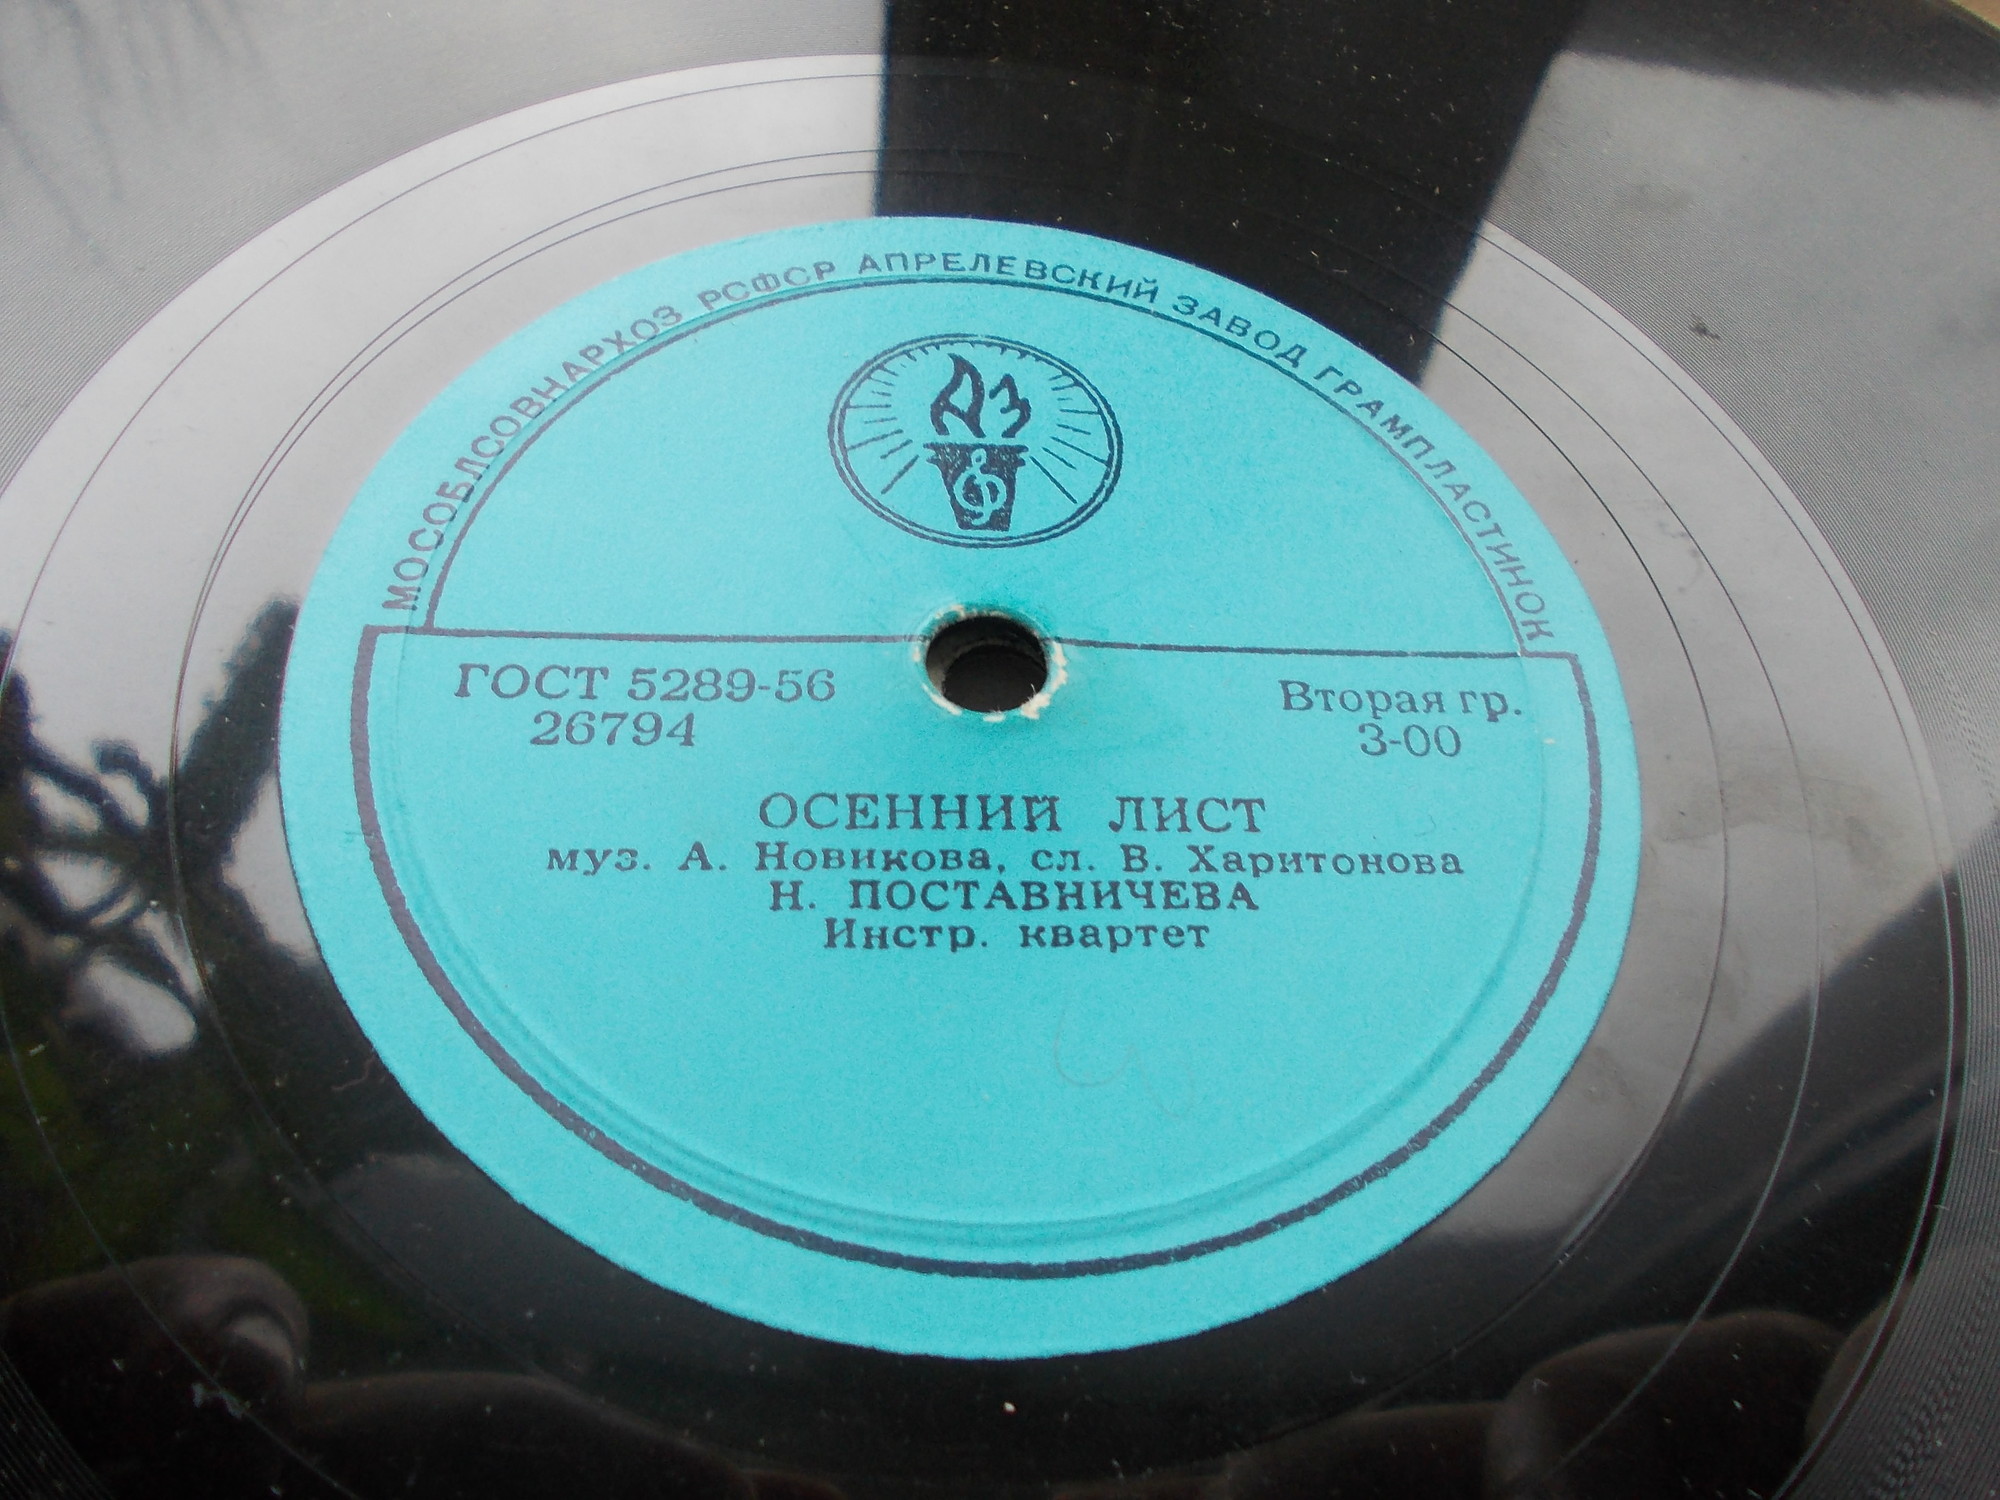 МОСОБЛСОВНАРХОЗ РСФСР АПРЕЛЕВСКИЙ ЗАВОД ГРАМПЛАСТИНОК
АЗ
ГОСТ 5289-56
26794
Вторая гр.
3-00
ОСЕННИЙ ЛИСТ
муз. А. Новикова, сл. В. Харитонова
Н. ПОСТАВНИЧЕВА
Инстр. квартет